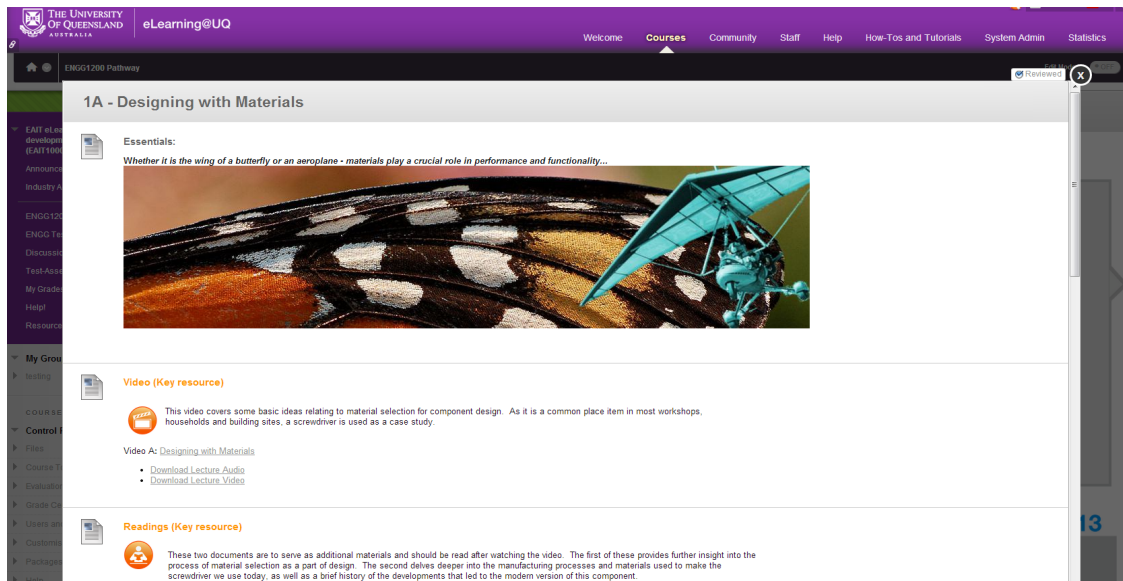 THE UNIVERSITY
OF QUEENSLAND
AUSTRALIA
eLearning@UQ
Welcome
Courses
Community
Staff
Help
How-Tos and Tutorials
System Admin
Statistics
ENGG1200 Pathway
Reviewed
X
1A - Designing with Materials
EAIT
(EAIT1000
Industry
Help!
My Grades
My Grou
testing
Control
Files
Essentials:
Whether it is the wing of a butterfly or an aeroplane - materials play a crucial role in performance and functionality...
Video (Key resource)
This video covers some basic ideas relating to material selection for component design. As it is a common place item in most workshops,
households and building sites, a screwdriver is used as a case study.
Video A: Designing with Materials
• Download Lecture Audio
• Download Lecture Video
Readings (Key resource)
These two documents are to serve as additional materials and should be read after watching the video. The first of these provides further insight into the
process of material selection as a part of design. The second delves deeper into the manufacturing processes and materials used to make the
screwdriver we use today, as well as a brief history of the developments that led to the modern version of this component.
13